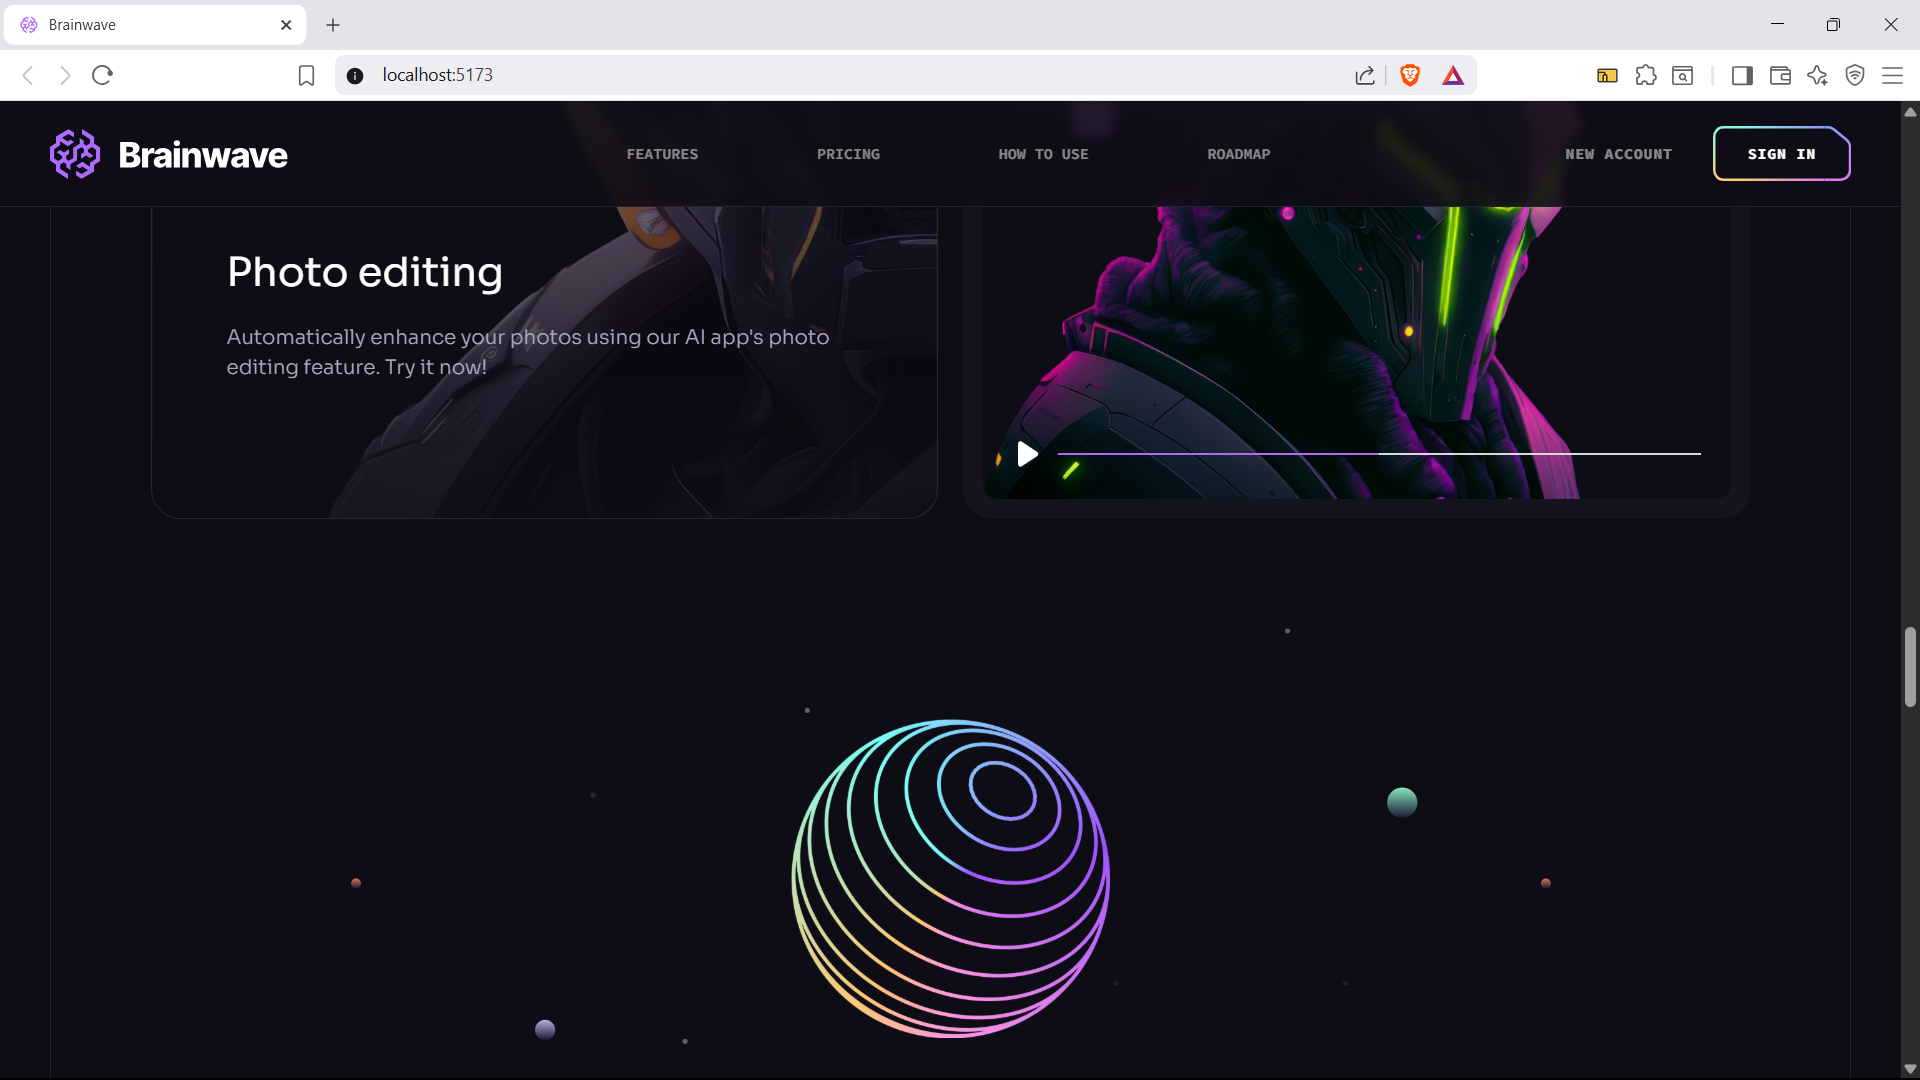 Brainwave
localhost:5173
Brainwave
FEATURES
PRICING
HOW TO USE
ROADMAP
NEW ACCOUNT
SIGN IN
Photo editing
Automatically enhance your photos using our AI app's photo
editing feature. Try it now!